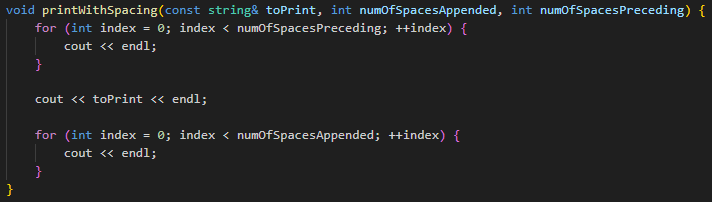 void printWithSpacing(const string& toPrint, int numOfSpacesAppended, int numOfSpacesPreceding) {
    for (int index = 0; index < numOfSpacesPreceding; ++index) {
        cout << endl;
    }

    cout << toPrint << endl;

    for (int index = 0; index < numOfSpacesAppended; ++index) {
        cout << endl;
    }
}